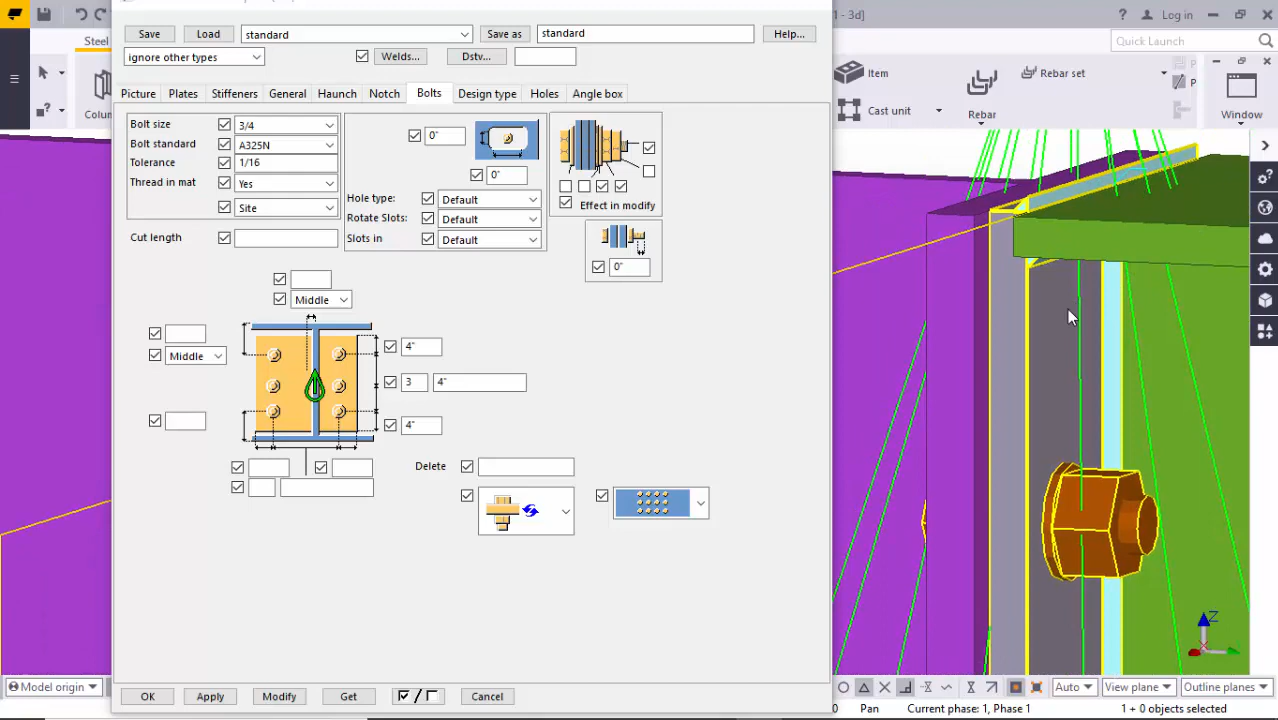 1 - 3d]
Log in
Save
Load
standard
Save as
standard
Help...
Steel
Quick Launch
ignore other types
Welds...
Dstv...
Item
Rebar set
Colum
Cast unit
Rebar
Window
Picture
Plates
Stiffeners
General
Haunch
Notch
Bolts
Design type
Holes
Angle box
Bolt size
3/4
Bolt standard
A325N
Tolerance
1/16
Thread in mat
Yes
Site
Cut length
0"
0"
Hole type:
Default
Rotate Slots:
Default
Slots in
Default
Effect in modify
0"
Middle
Middle
4"
3
4"
4"
Delete
Z
OK
Apply
Modify
Get
Cancel
Model origin
Auto
View plane
Outline planes
0
Pan
Current phase: 1, Phase 1
1 + 0 objects selected